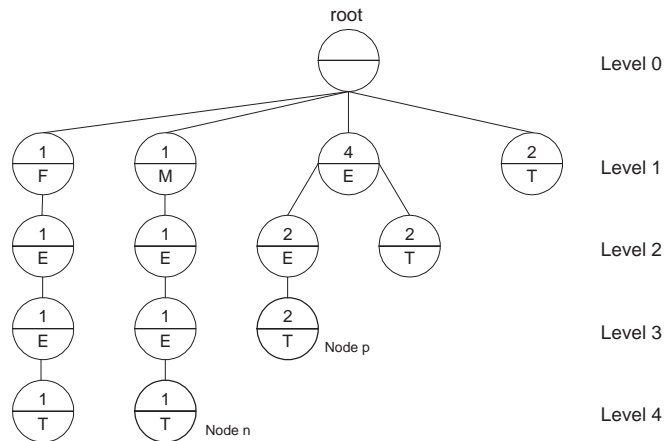 root
Level 0
1 1 4 2
F M E T
Level 1
1 1 2 2
E E E T
Level 2
1 1 2
E E T
Node p
Level 3
1 1
T T
Node n
Level 4